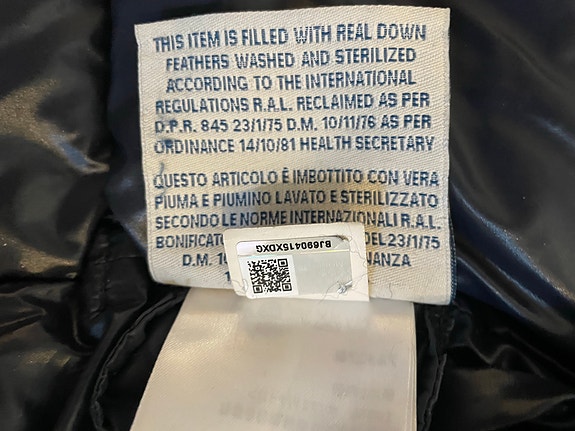 THIS ITEM IS FILLED WITH REAL DOWN
FEATHERS WASHED AND STERILIZED
ACCORDING TO THE INTERNATIONAL
REGULATIONS R.A.L. RECLAIMED AS PER
D.P.R. 845 23/1/75 D.M. 10/11/76 AS PER
ORDINANCE 14/10/81 HEALTH SECRETARY
QUESTO ARTICOLO È IMBOTTITO CON VERA
PIUMA E PIUMINO LAVATO E STERILIZZATO
SECONDO LE NORME INTERNAZIONALI R.A.L.
BONIFICATO DEL 23/1/75
D.M.
BJ690415XDXG